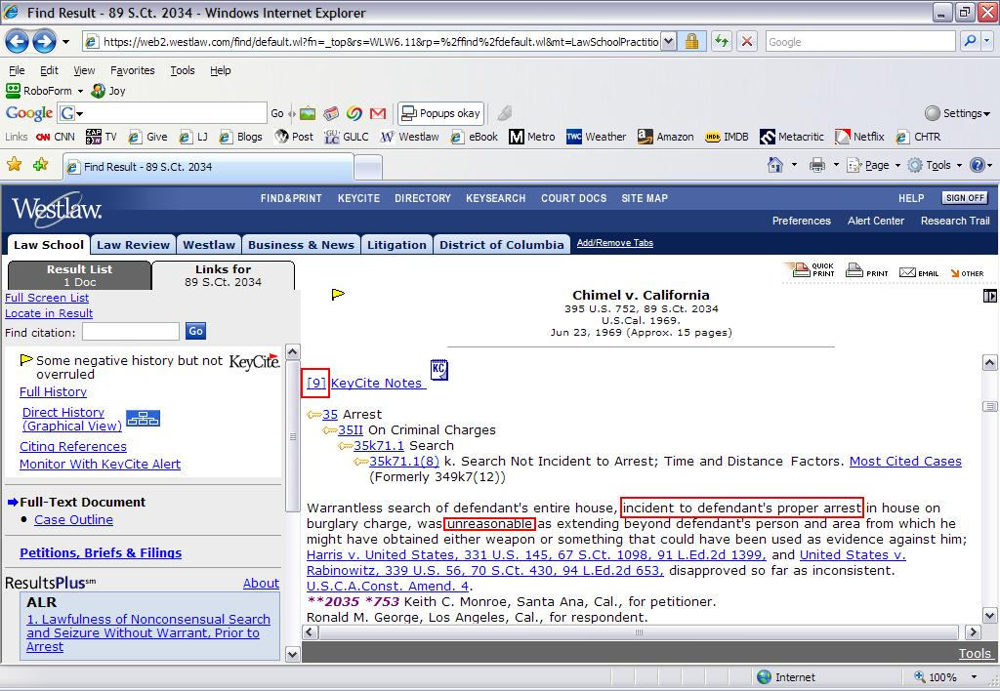 Find Result - 89 S.Ct. 2034 - Windows Internet Explorer
https://web2.westlaw.com/find/default.wl?fn=_top&rs=WLW6.11&rp=%2ffind%2fdefault.wl&mt=LawSchoolPractitio
Google
File Edit View Favorites Tools Help
RoboForm Joy
Google G Go Popups okay Settings
Links CNN TV Give LJ Blogs Post GULC Westlaw eBook Metro TWC Weather Amazon IMDB Metacritic Netflix CHTR
Find Result - 89 S.Ct. 2034 Page Tools
Westlaw. FIND&PRINT KEYCITE DIRECTORY KEYSEARCH COURT DOCS SITE MAP HELP SIGN OFF
Preferences Alert Center Research Trail
Law School Law Review Westlaw Business & News Litigation District of Columbia Add/Remove Tabs
Result List
1 Doc
Links for
89 S.Ct. 2034
QUICK PRINT PRINT EMAIL OTHER
Full Screen List
Locate in Result
Find citation: Go
Some negative history but not KeyCite.
overruled
Full History
Direct History
(Graphical View)
Citing References
Monitor With KeyCite Alert
Full-Text Document
Case Outline
Petitions, Briefs & Filings
ResultsPlus℠ About
ALR
1. Lawfulness of Nonconsensual Search
and Seizure Without Warrant, Prior to
Arrest
Chimel v. California
395 U.S. 752, 89 S.Ct. 2034
U.S.Cal. 1969.
Jun 23, 1969 (Approx. 15 pages)
[9] KeyCite Notes KC
35 Arrest
35II On Criminal Charges
35k71.1 Search
35k71.1(8) k. Search Not Incident to Arrest; Time and Distance Factors. Most Cited Cases
(Formerly 349k7(12))
Warrantless search of defendant's entire house, incident to defendant's proper arrest in house on
burglary charge, was unreasonable as extending beyond defendant's person and area from which he
might have obtained either weapon or something that could have been used as evidence against him;
Harris v. United States, 331 U.S. 145, 67 S.Ct. 1098, 91 L.Ed.2d 1399, and United States v.
Rabinowitz, 339 U.S. 56, 70 S.Ct. 430, 94 L.Ed.2d 653, disapproved so far as inconsistent.
U.S.C.A.Const. Amend. 4.
**2035 *753 Keith C. Monroe, Santa Ana, Cal., for petitioner.
Ronald M. George, Los Angeles, Cal., for respondent.
Tools
Internet 100%